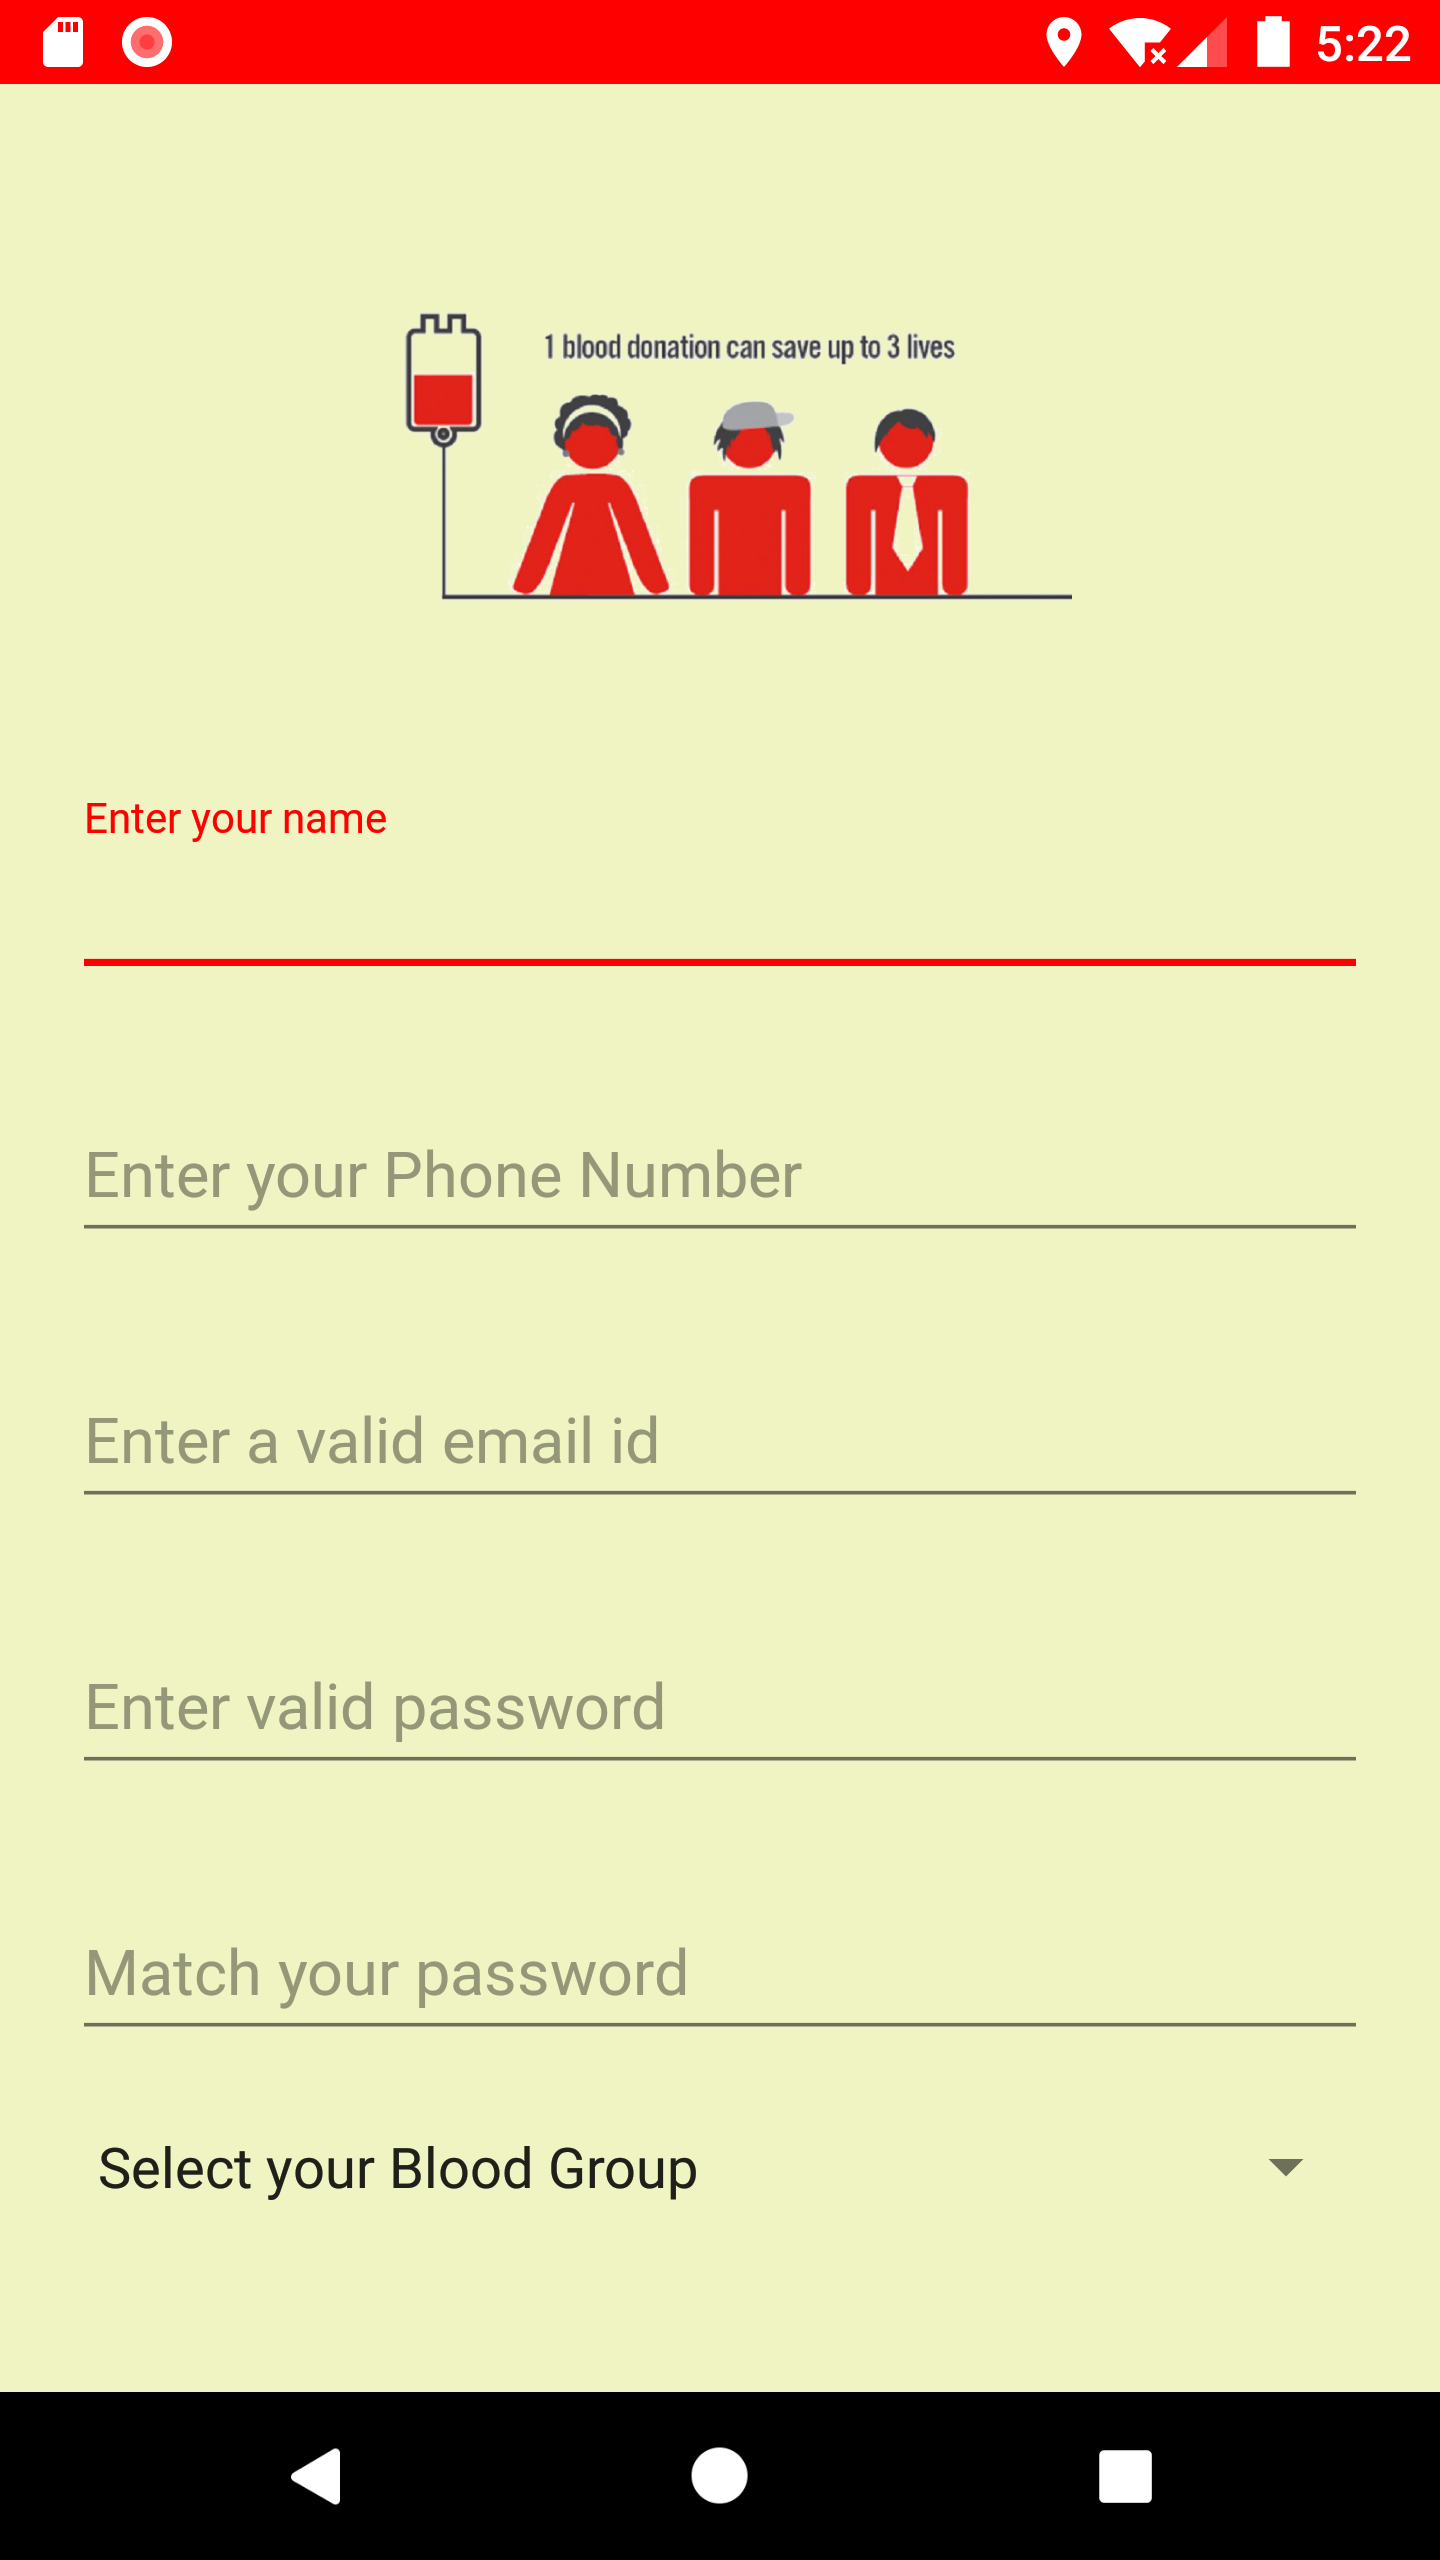 5:22
1 blood donation can save up to 3 lives
Enter your name
Enter your Phone Number
Enter a valid email id
Enter valid password
Match your password
Select your Blood Group